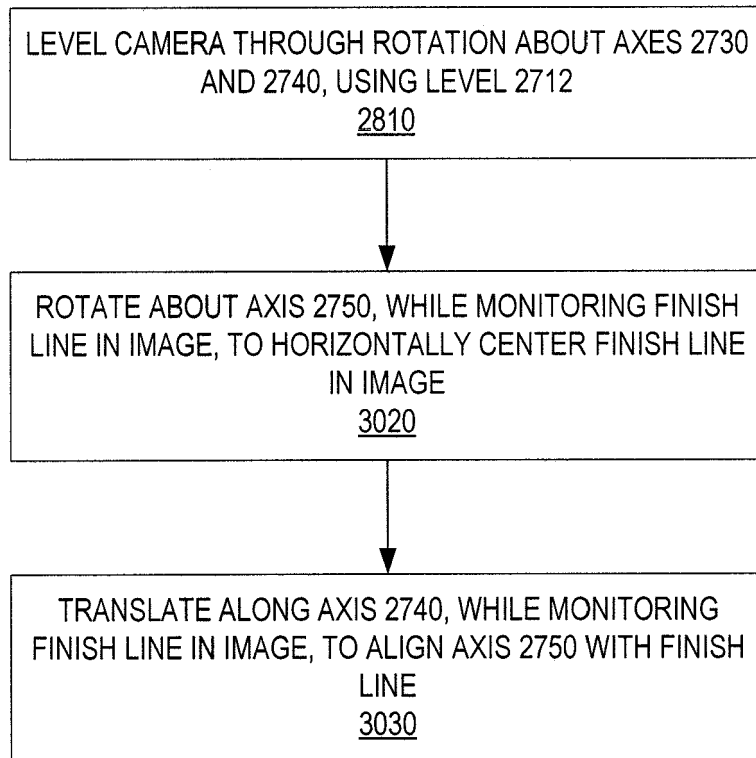 LEVEL CAMERA THROUGH ROTATION ABOUT AXES 2730
AND 2740, USING LEVEL 2712
2810
ROTATE ABOUT AXIS 2750, WHILE MONITORING FINISH
LINE IN IMAGE, TO HORIZONTALLY CENTER FINISH LINE
IN IMAGE
3020
TRANSLATE ALONG AXIS 2740, WHILE MONITORING
FINISH LINE IN IMAGE, TO ALIGN AXIS 2750 WITH FINISH
LINE
3030